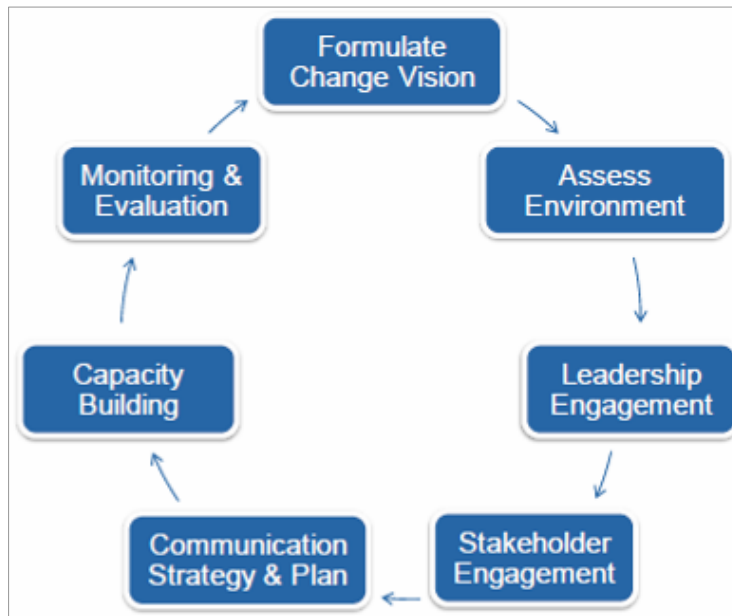 Formulate
Change Vision
Assess
Environment
Leadership
Engagement
Stakeholder
Engagement
Communication
Strategy & Plan
Capacity
Building
Monitoring &
Evaluation